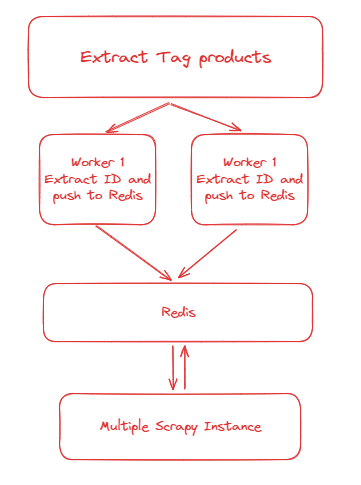 Extract Tag products
Worker 1
Extract ID and
push to Redis
Worker 1
Extract ID and
push to Redis
Redis
Multiple Scrapy Instance